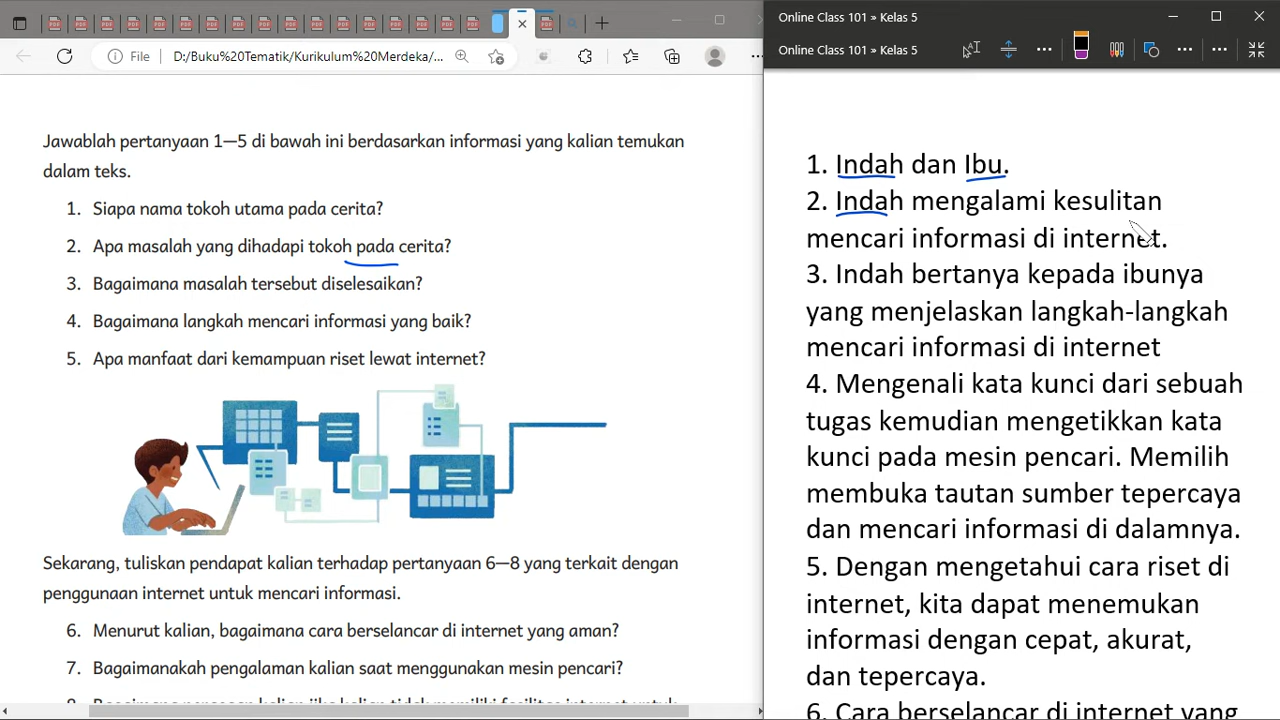 File
D:/Buku%20Tematik/Kurikulum%20Merdeka/...
Jawablah pertanyaan 1—5 di bawah ini berdasarkan informasi yang kalian temukan
dalam teks.
1. Siapa nama tokoh utama pada cerita?
2. Apa masalah yang dihadapi tokoh pada cerita?
3. Bagaimana masalah tersebut diselesaikan?
4. Bagaimana langkah mencari informasi yang baik?
5. Apa manfaat dari kemampuan riset lewat internet?
Sekarang, tuliskan pendapat kalian terhadap pertanyaan 6—8 yang terkait dengan
penggunaan internet untuk mencari informasi.
6. Menurut kalian, bagaimana cara berselancar di internet yang aman?
7. Bagaimanakah pengalaman kalian saat menggunakan mesin pencari?
Online Class 101 » Kelas 5
Online Class 101 » Kelas 5
1. Indah dan Ibu.
2. Indah mengalami kesulitan
mencari informasi di internet.
3. Indah bertanya kepada ibunya
yang menjelaskan langkah-langkah
mencari informasi di internet
4. Mengenali kata kunci dari sebuah
tugas kemudian mengetikkan kata
kunci pada mesin pencari. Memilih
membuka tautan sumber tepercaya
dan mencari informasi di dalamnya.
5. Dengan mengetahui cara riset di
internet, kita dapat menemukan
informasi dengan cepat, akurat,
dan tepercaya.
6. Cara berselancar di internet yang